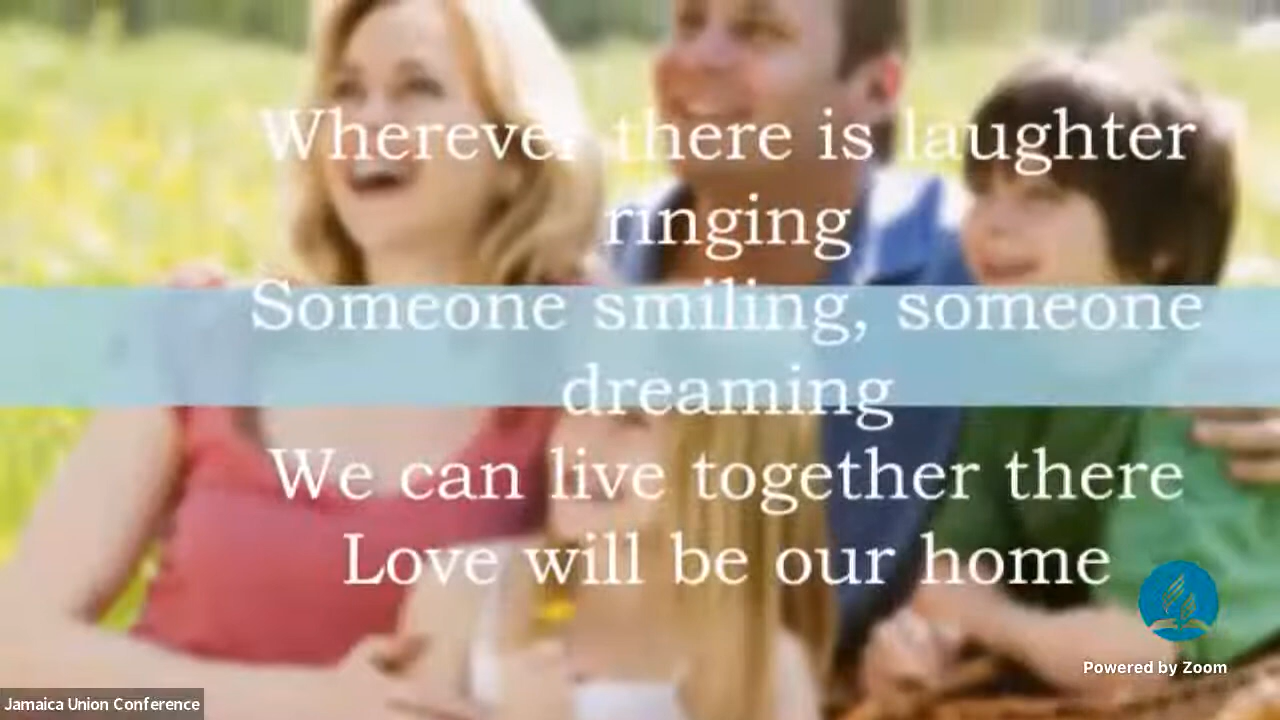 Wherever there is laughter
ringing
Someone smiling, someone
dreaming
We can live together there
Love will be our home
Powered by Zoom
Jamaica Union Conference